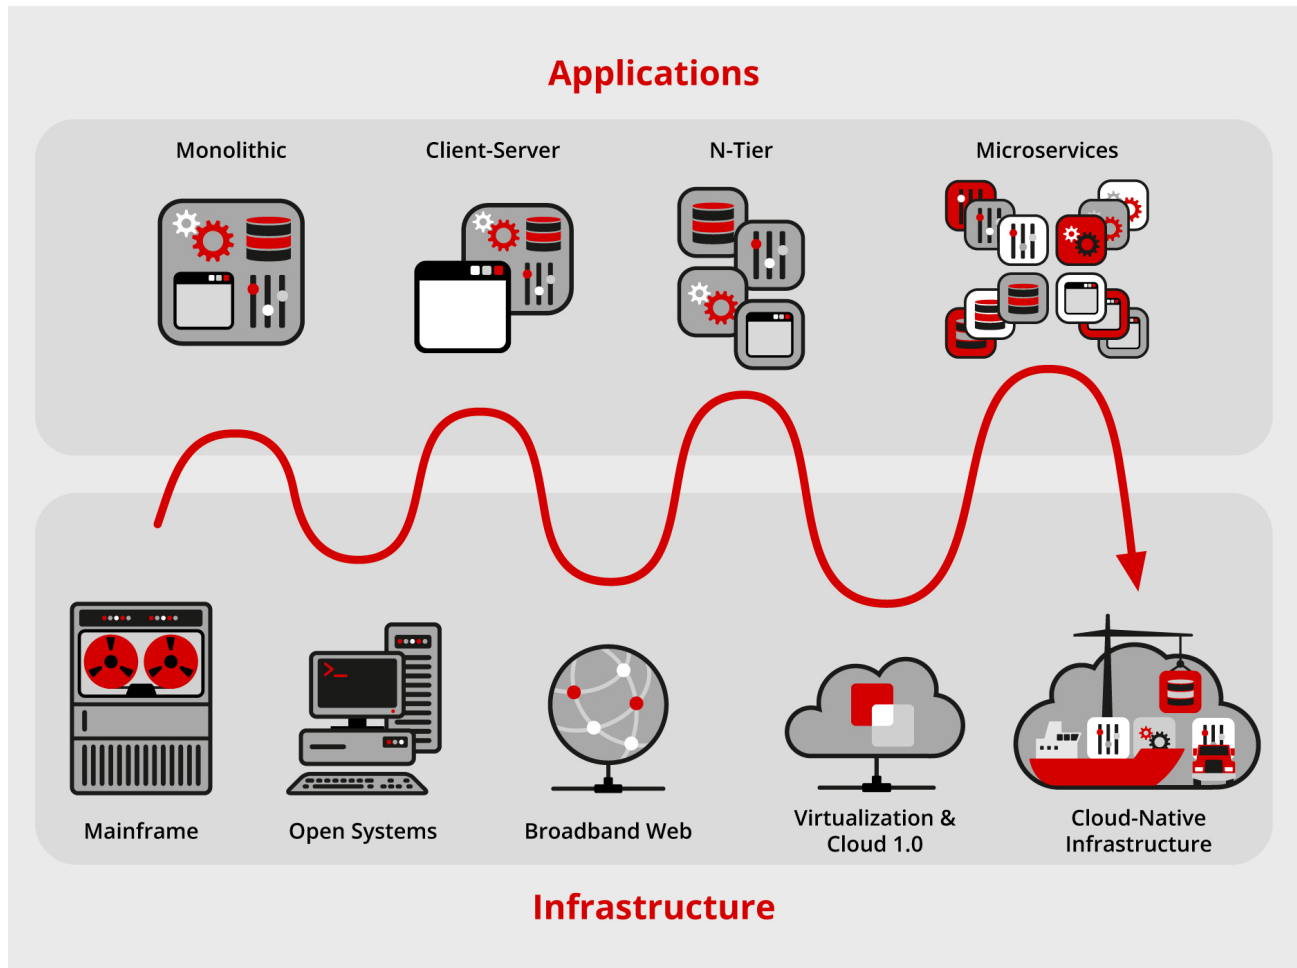 Applications
Monolithic
Client-Server
N-Tier
Microservices
Mainframe
Open Systems
Broadband Web
Virtualization &
Cloud 1.0
Cloud-Native
Infrastructure
Infrastructure